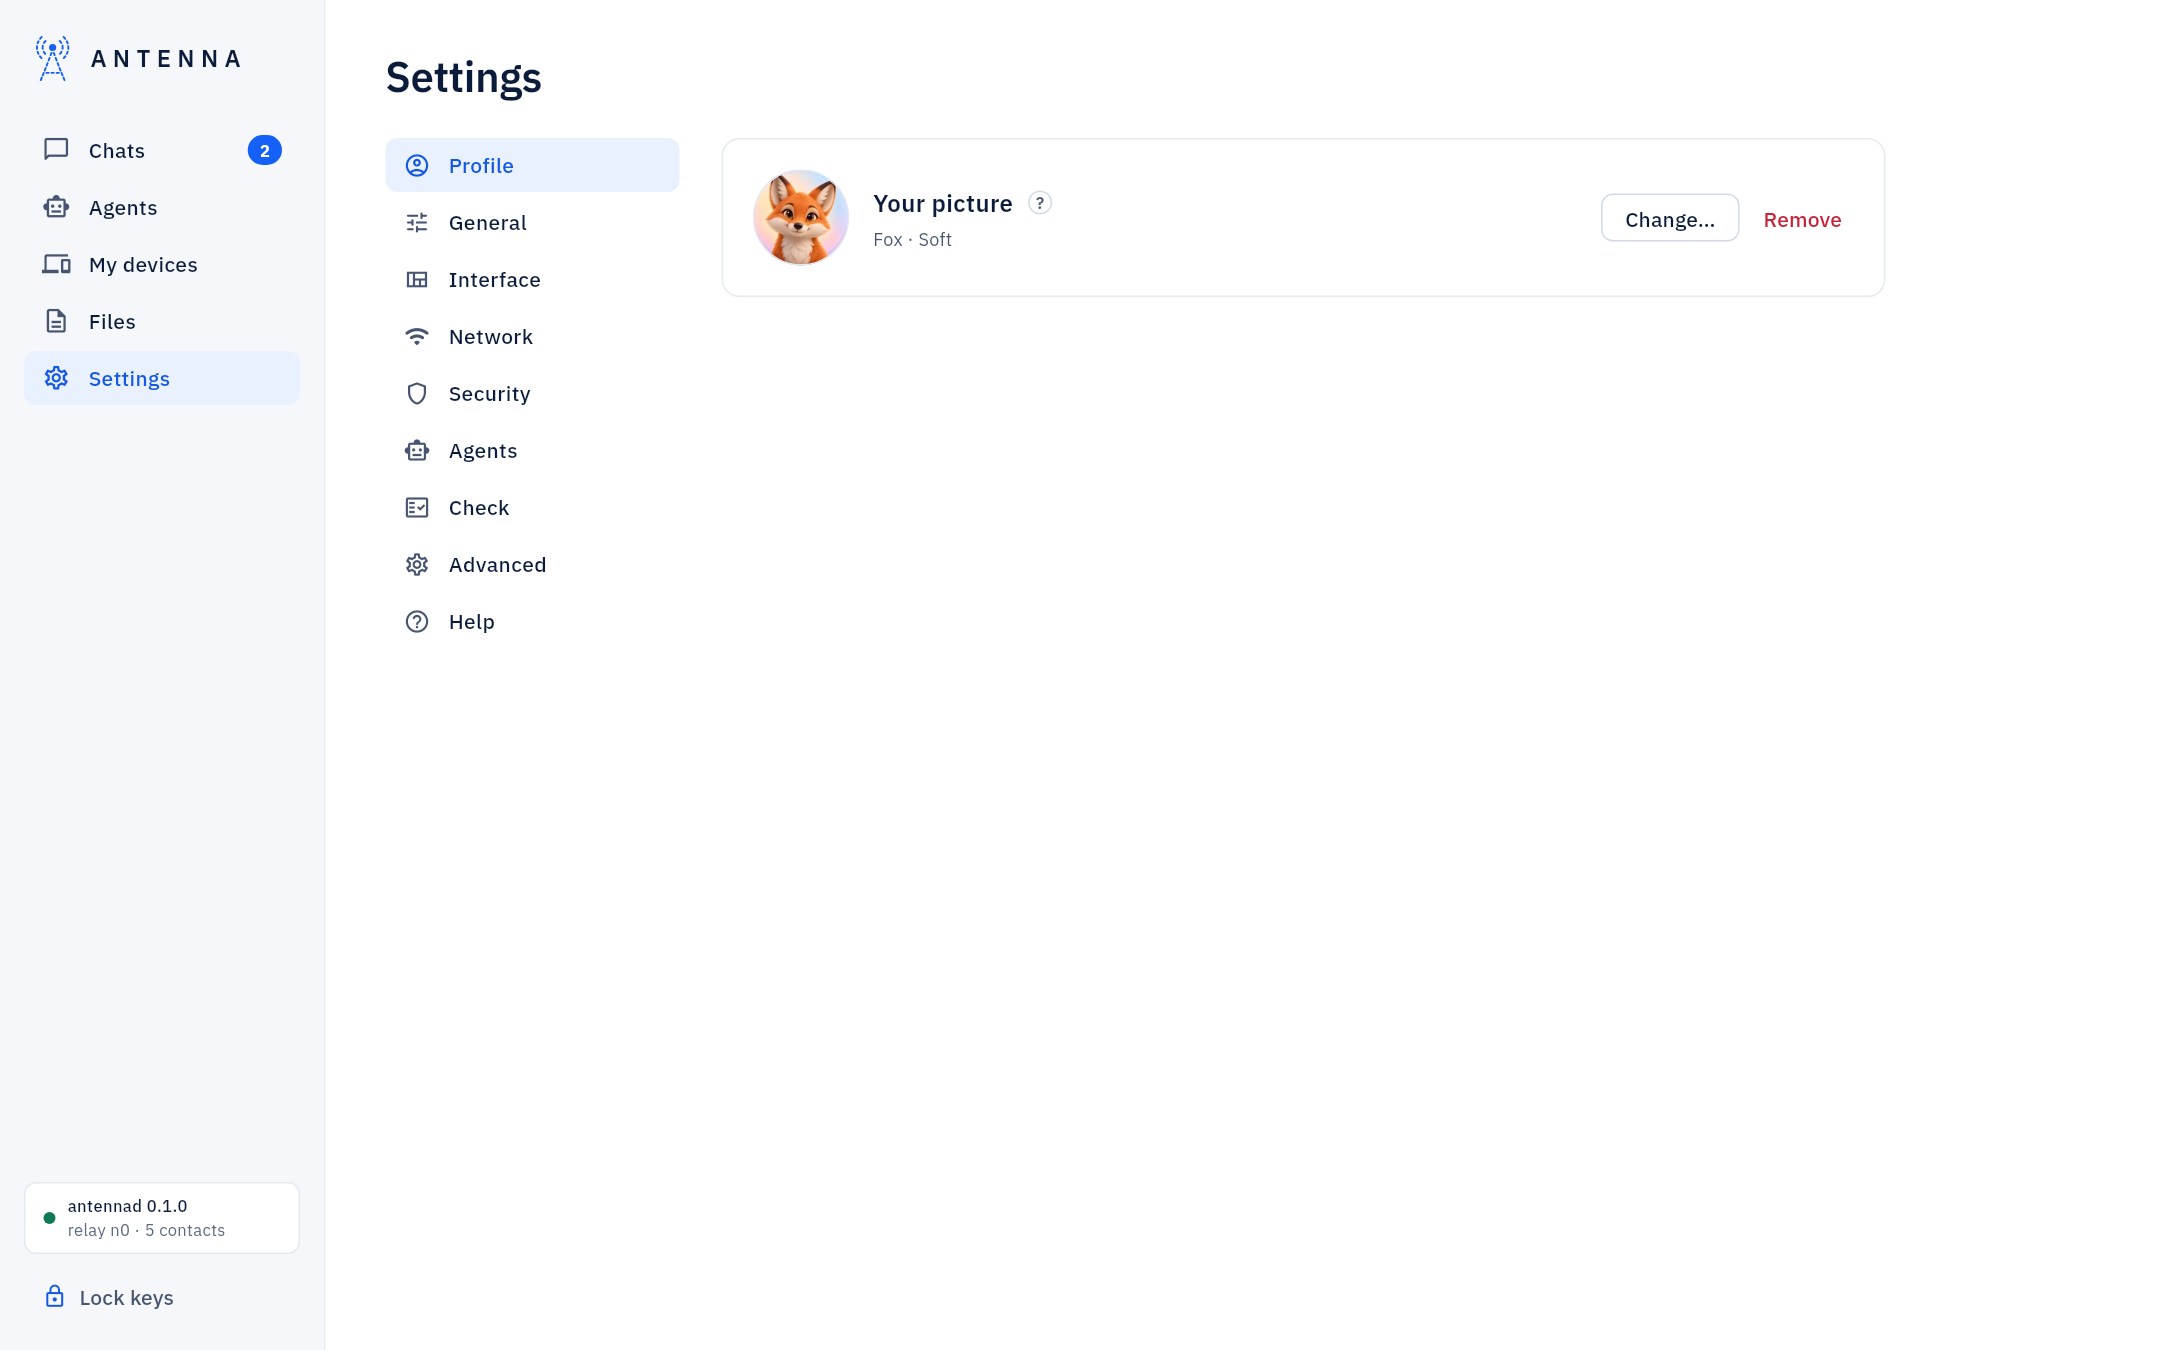 ANTENNA
Chats 2
Agents
My devices
Files
Settings
antennad 0.1.0
relay n0 · 5 contacts
Lock keys
Settings
Profile
General
Interface
Network
Security
Agents
Check
Advanced
Help
Your picture ?
Fox · Soft
Change...
Remove